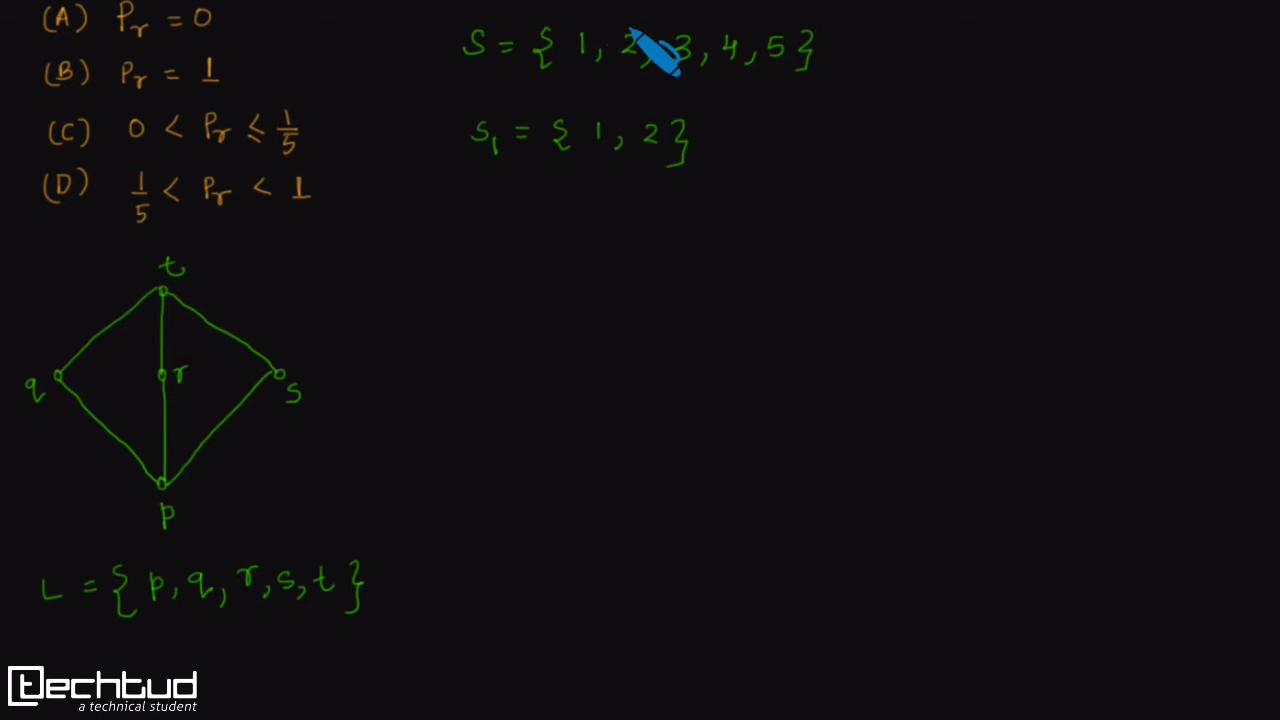 (A) Pr = 0
(B) Pr = 1
(C) 0 < Pr ≤ 1/5
(D) 1/5 < Pr < 1
S = { 1, 2, 3, 4, 5 }
S1 = { 1, 2 }
t
q
r
s
p
L = { p, q, r, s, t }
techtud
a technical student